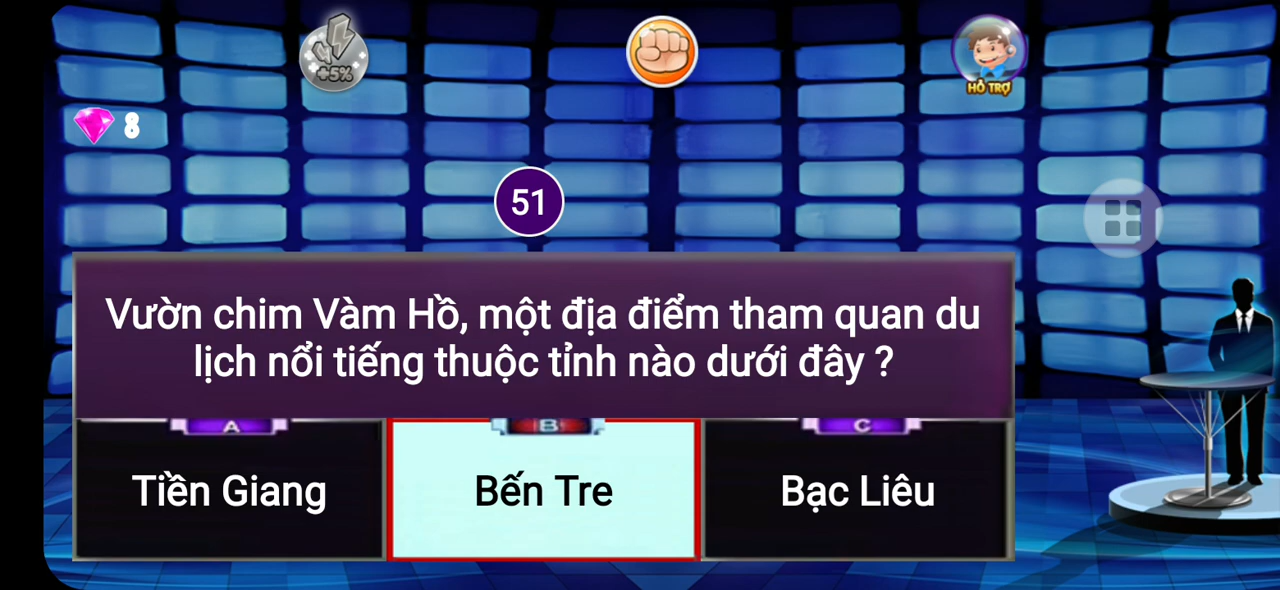 +5%
HỖ TRỢ
8
51
Vườn chim Vàm Hồ, một địa điểm tham quan du
lịch nổi tiếng thuộc tỉnh nào dưới đây ?
A
B
C
Tiền Giang
Bến Tre
Bạc Liêu